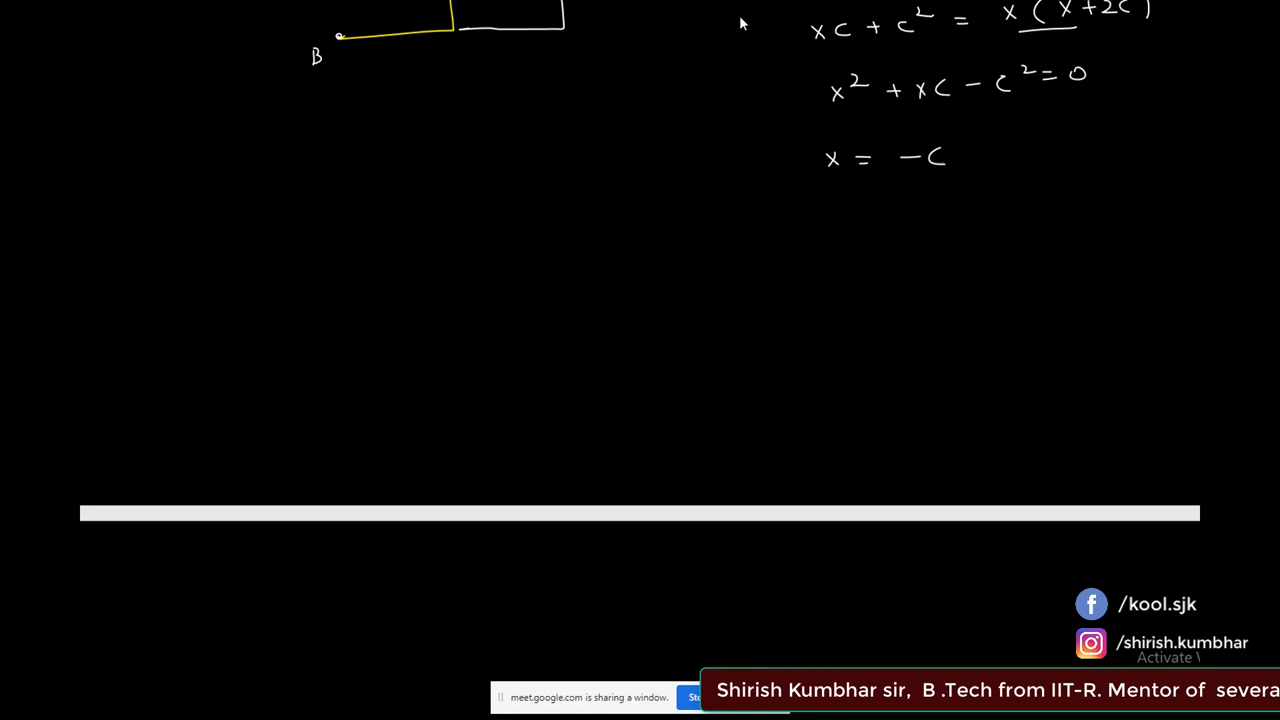 xc + c² = x(x+2c)
B
x² + xc - c² = 0
x = -c
/kool.sjk
/shirish.kumbhar
Activate
meet.google.com is sharing a window.
Shirish Kumbhar sir, B .Tech from IIT-R. Mentor of severa